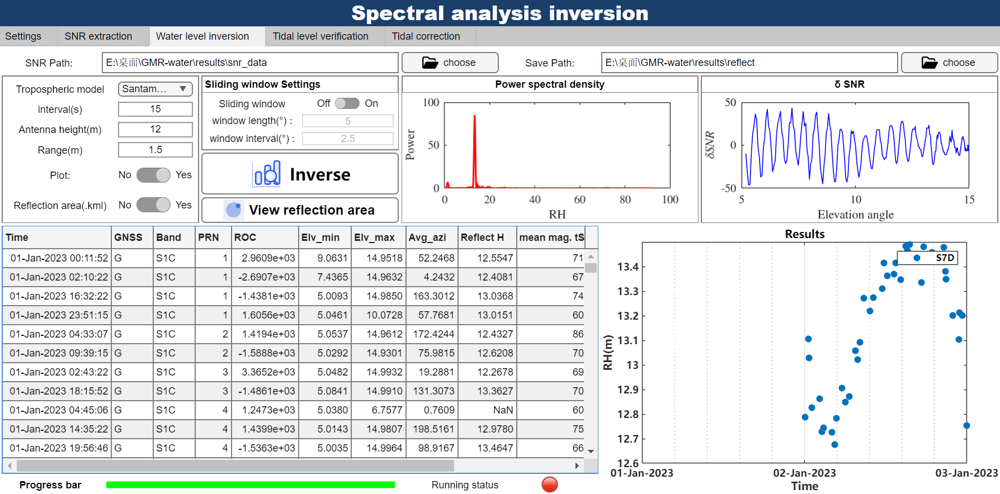 Spectral analysis inversion
Settings SNR extraction Water level inversion Tidal level verification Tidal correction
SNR Path: E:\桌面\GMR-water\results\snr_data choose Save Path: E:\桌面\GMR-water\results\reflect choose
Tropospheric model Santam... ▼
interval(s) 15
Antenna height(m) 12
Range(m) 1.5
Plot: No Yes
Reflection area(.kml) No Yes
Sliding window Settings
Sliding window Off On
window length(°) : 5
window interval(°) : 2.5
Inverse
View reflection area
Power spectral density
100
50
0
Power
0 20 40 60 80 100
RH
δ SNR
50
0
-50
δSNR
5 10 15
Elevation angle
Time GNSS Band PRN ROC Elv_min Elv_max Avg_azi Reflect H mean mag. tS
01-Jan-2023 00:11:52 G S1C 1 2.9609e+03 9.0631 14.9518 52.2468 12.5547 71
01-Jan-2023 02:10:22 G S1C 1 -2.6907e+03 7.4365 14.9632 4.2432 12.4081 67
01-Jan-2023 16:32:22 G S1C 1 -1.4381e+03 5.0093 14.9850 163.3012 13.0368 74
01-Jan-2023 23:51:15 G S1C 1 1.6056e+03 5.0461 10.0728 57.7681 13.0151 60
01-Jan-2023 04:33:07 G S1C 2 1.4194e+03 5.0537 14.9612 172.4244 12.4327 86
01-Jan-2023 09:39:15 G S1C 2 -1.5888e+03 5.0292 14.9301 75.9815 12.6208 70
01-Jan-2023 02:43:22 G S1C 3 3.3652e+03 5.0482 14.9932 19.2881 12.2678 69
01-Jan-2023 18:15:52 G S1C 3 -1.4861e+03 5.0841 14.9910 131.3073 13.3627 70
01-Jan-2023 04:45:06 G S1C 4 1.2473e+03 5.0380 6.7577 0.7609 NaN 60
01-Jan-2023 14:35:22 G S1C 4 1.4399e+03 5.0143 14.9807 198.5161 12.9780 75
01-Jan-2023 19:56:46 G S1C 4 -1.5363e+03 5.0035 14.9964 98.9167 13.4647 66
Results
S7D
13.4
13.3
13.2
13.1
13
12.9
12.8
12.7
12.6
RH(m)
01-Jan-2023 02-Jan-2023 03-Jan-2023
Time
Progress bar Running status